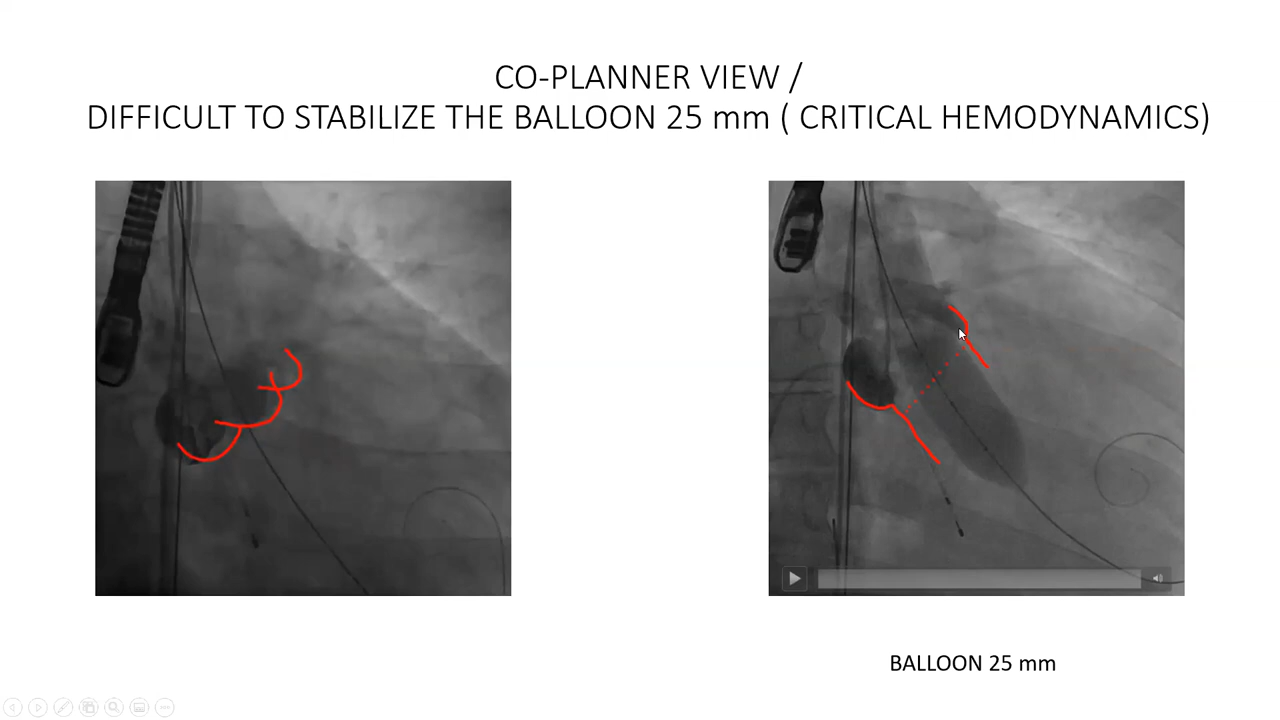 CO-PLANNER VIEW /
DIFFICULT TO STABILIZE THE BALLOON 25 mm ( CRITICAL HEMODYNAMICS)
BALLOON 25 mm